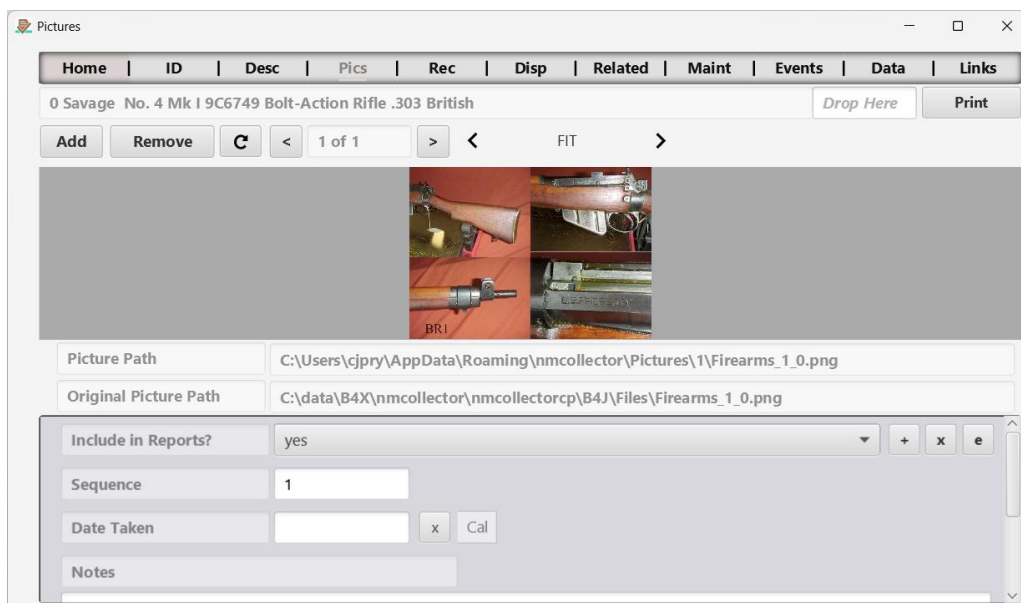 Pictures
Home | ID | Desc | Pics | Rec | Disp | Related | Maint | Events | Data | Links
0 Savage No. 4 Mk I 9C6749 Bolt-Action Rifle .303 British Drop Here Print
Add Remove < 1 of 1 > FIT
BR1
Picture Path C:\Users\cjpry\AppData\Roaming\nmcollector\Pictures\1\Firearms_1_0.png
Original Picture Path C:\data\B4X\nmcollector\nmcollectorcp\B4J\Files\Firearms_1_0.png
Include in Reports? yes + x e
Sequence 1
Date Taken x Cal
Notes